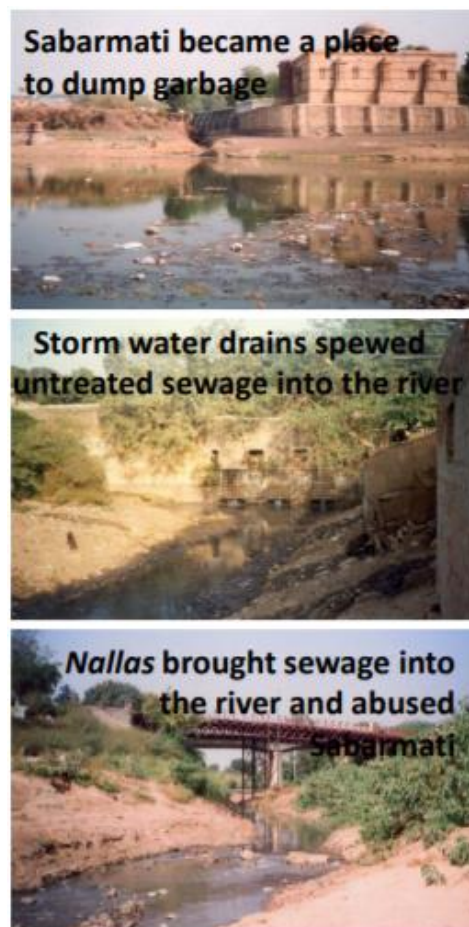 Sabarmati became a place
to dump garbage
Storm water drains spewed
untreated sewage into the river
Nallas brought sewage into
the river and abused
Sabarmati